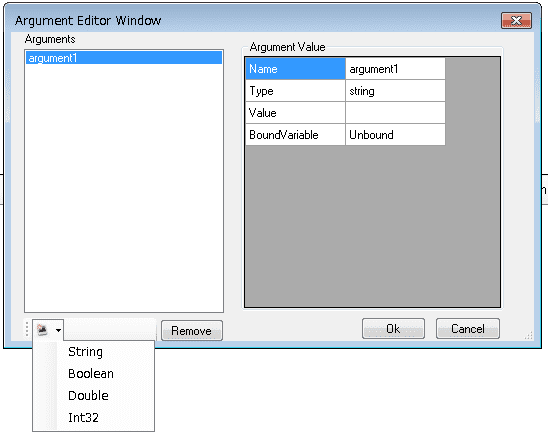 Argument Editor Window
Arguments
argument1
Argument Value
Name argument1
Type string
Value
BoundVariable Unbound
Remove
Ok
Cancel
String
Boolean
Double
Int32